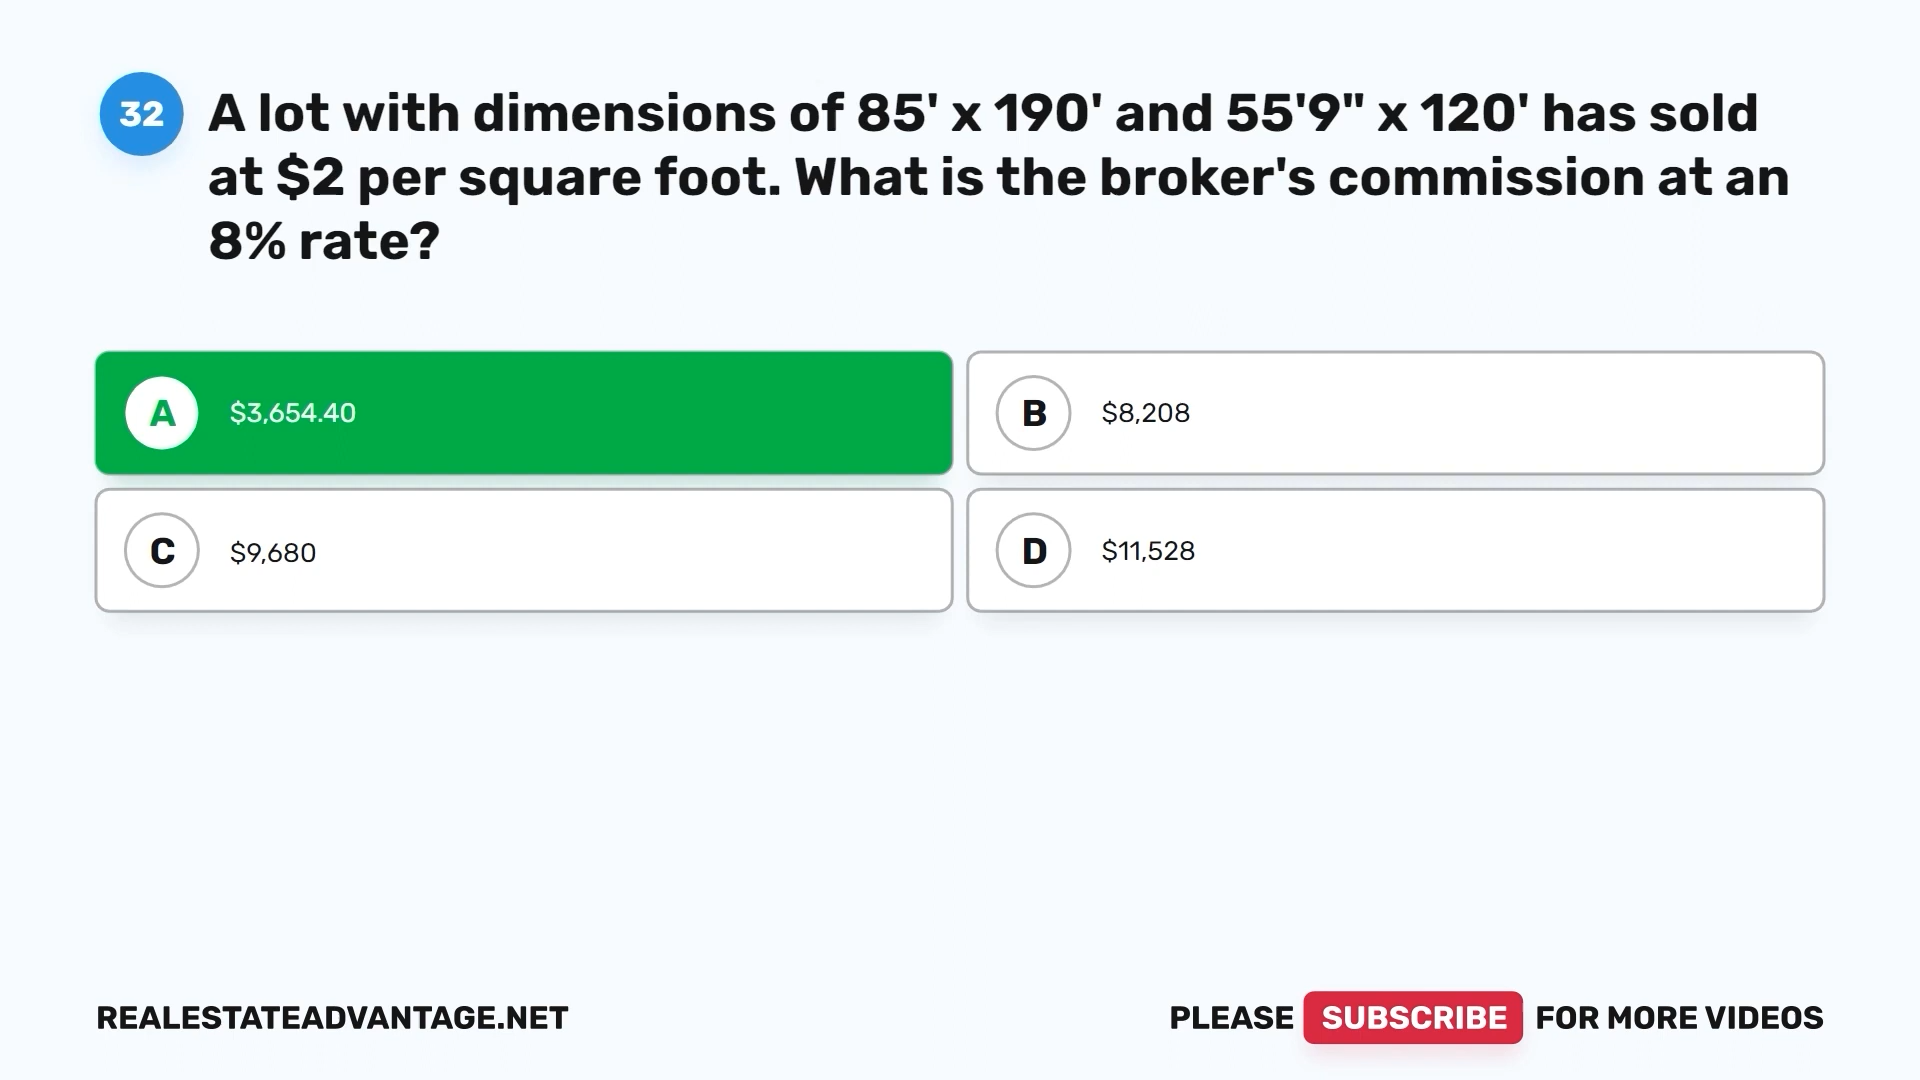 32
A lot with dimensions of 85' x 190' and 55'9" x 120' has sold
at $2 per square foot. What is the broker's commission at an
8% rate?
A $3,654.40
B $8,208
C $9,680
D $11,528
REALESTATEADVANTAGE.NET
PLEASE SUBSCRIBE FOR MORE VIDEOS